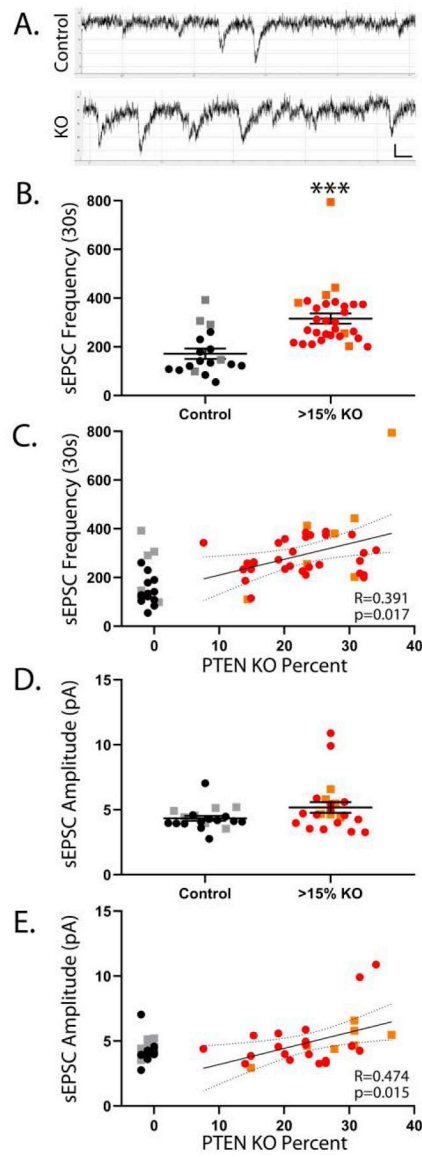 A.
Control
KO
B.
***
sEPSC Frequency (30s)
800
600
400
200
0
Control >15% KO
C.
sEPSC Frequency (30s)
800
600
400
200
0
R=0.391
p=0.017
0 10 20 30 40
PTEN KO Percent
D.
sEPSC Amplitude (pA)
15
10
5
0
Control >15% KO
E.
sEPSC Amplitude (pA)
15
10
5
0
R=0.474
p=0.015
0 10 20 30 40
PTEN KO Percent